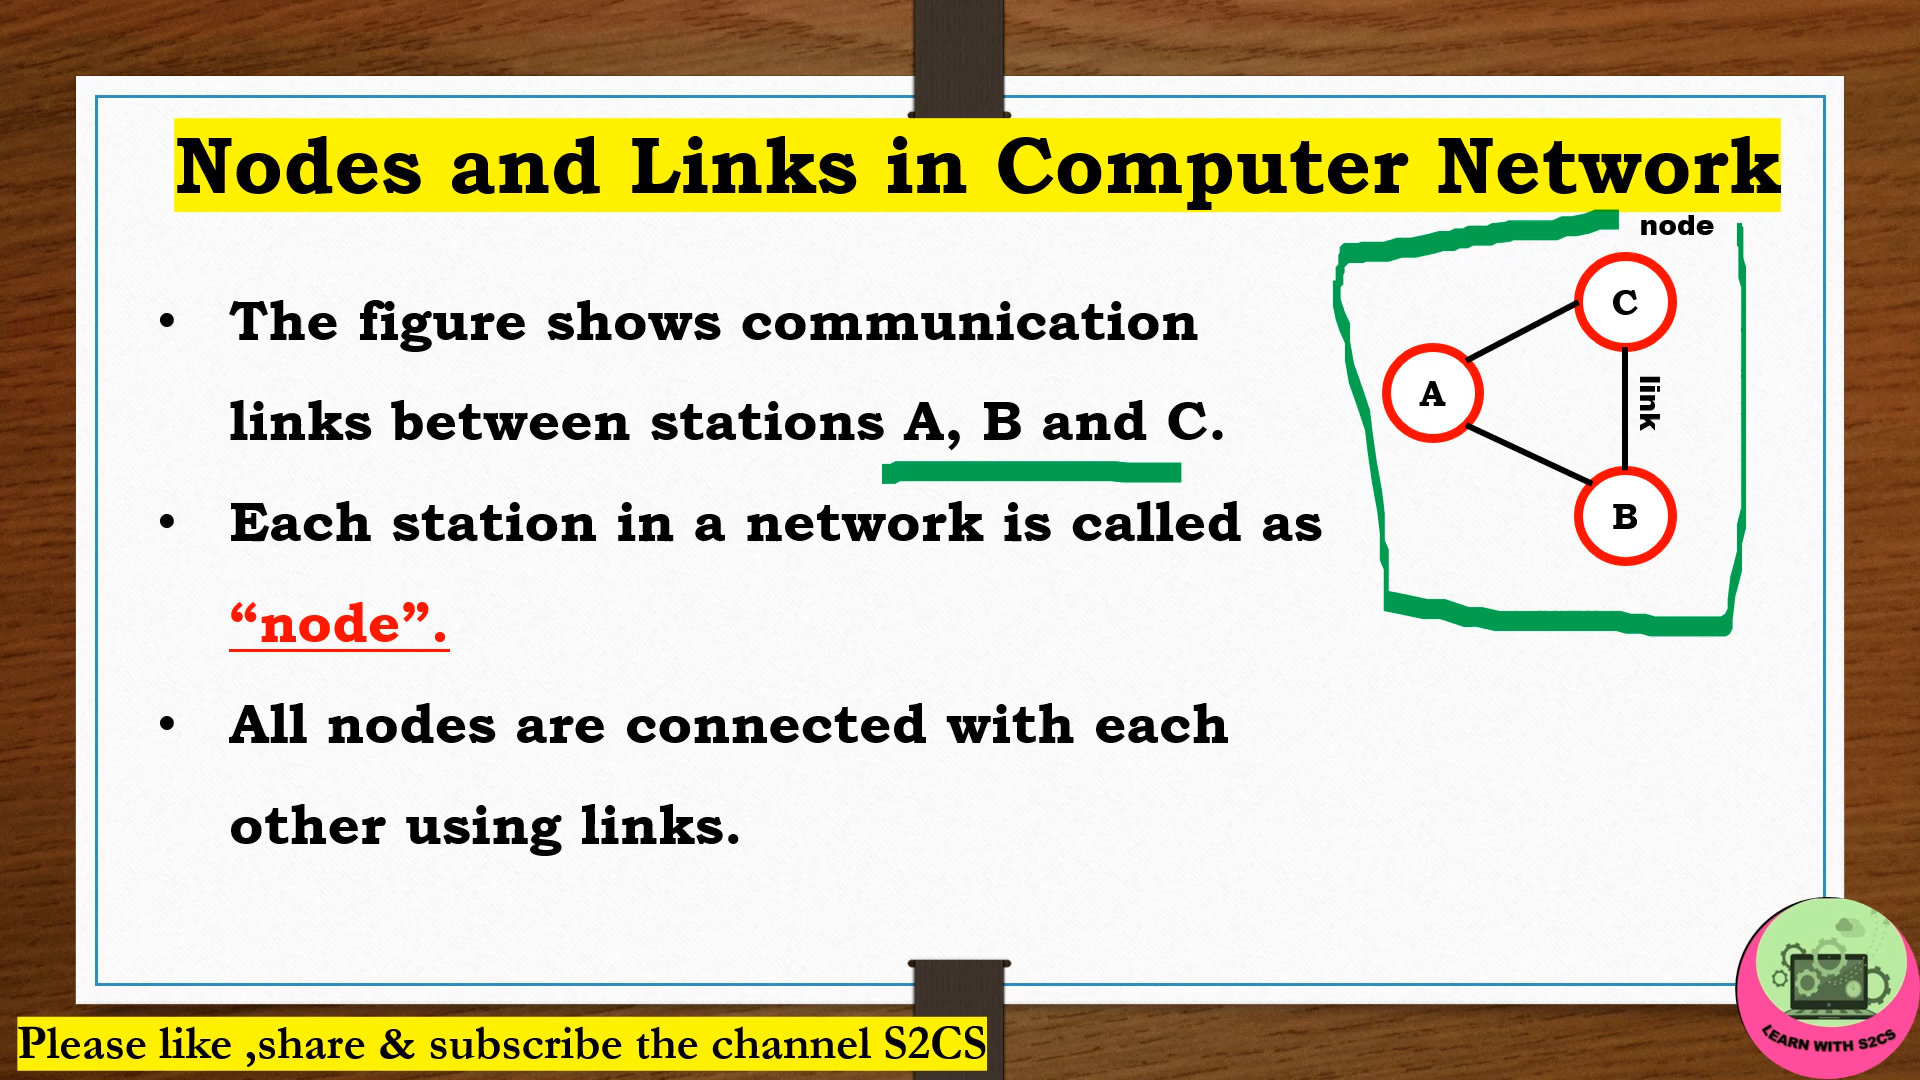 Nodes and Links in Computer Network
node
• The figure shows communication
links between stations A, B and C.
• Each station in a network is called as
“node”.
• All nodes are connected with each
other using links.
C
A
link
B
LEARN WITH S2CS
Please like ,share & subscribe the channel S2CS